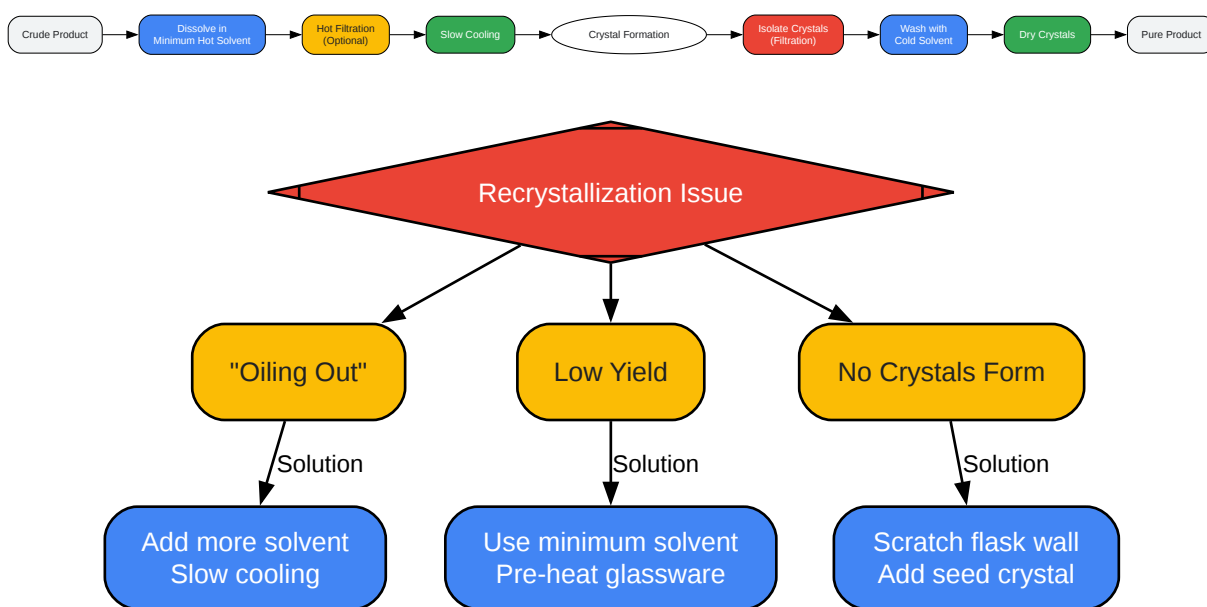 Crude Product
Dissolve in
Minimum Hot Solvent
Hot Filtration
(Optional)
Slow Cooling
Crystal Formation
Isolate Crystals
(Filtration)
Wash with
Cold Solvent
Dry Crystals
Pure Product
Recrystallization Issue
"Oiling Out"
Low Yield
No Crystals Form
Solution
Solution
Solution
Add more solvent
Slow cooling
Use minimum solvent
Pre-heat glassware
Scratch flask wall
Add seed crystal